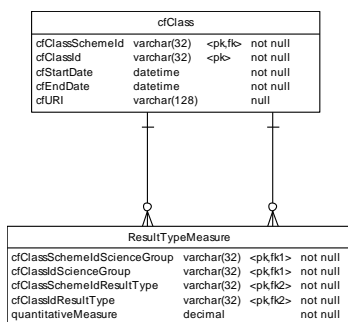 cfClass
cfClassSchemeId varchar(32) <pk,fk> not null
cfClassId varchar(32) <pk> not null
cfStartDate datetime not null
cfEndDate datetime not null
cfURI varchar(128) null
ResultTypeMeasure
cfClassSchemeIdScienceGroup varchar(32) <pk,fk1> not null
cfClassIdScienceGroup varchar(32) <pk,fk1> not null
cfClassSchemeIdResultType varchar(32) <pk,fk2> not null
cfClassIdResultType varchar(32) <pk,fk2> not null
quantitativeMeasure decimal not null